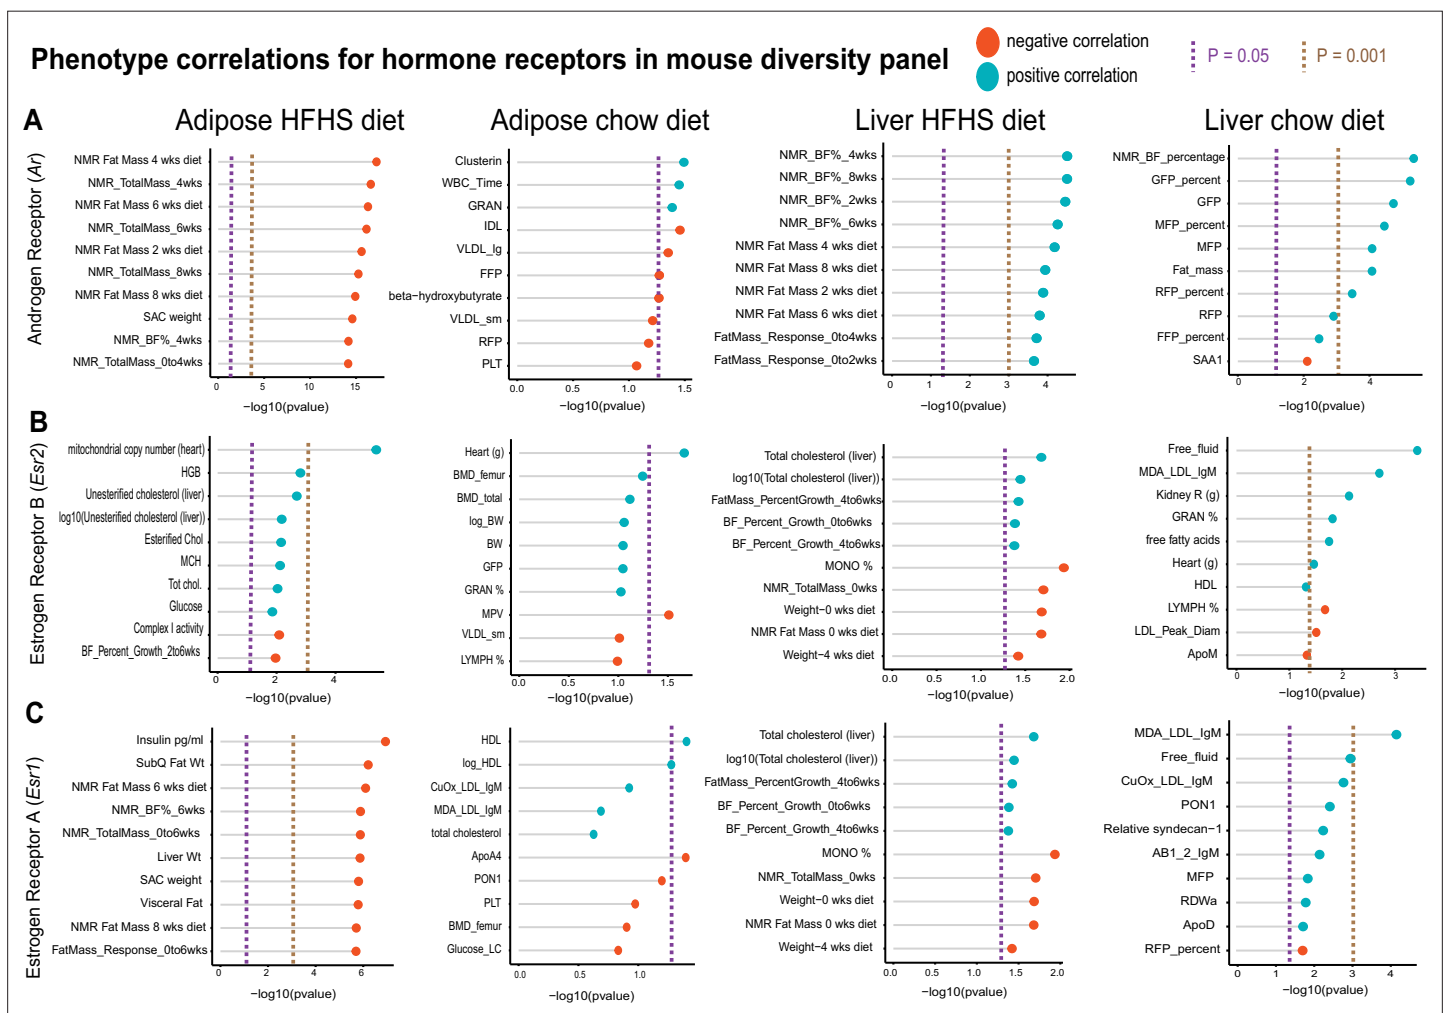 Phenotype correlations for hormone receptors in mouse diversity panel
negative correlation
positive correlation
P = 0.05
P = 0.001
A
Adipose HFHS diet
Adipose chow diet
Liver HFHS diet
Liver chow diet
Androgen Receptor (Ar)
NMR Fat Mass 4 wks diet
NMR_TotalMass_4wks
NMR Fat Mass 6 wks diet
NMR_TotalMass_6wks
NMR Fat Mass 2 wks diet
NMR_TotalMass_8wks
NMR Fat Mass 8 wks diet
SAC weight
NMR_BF%_4wks
NMR_TotalMass_0to4wks
0 5 10 15
−log10(pvalue)
Clusterin
WBC_Time
GRAN
IDL
VLDL_lg
FFP
beta-hydroxybutyrate
VLDL_sm
RFP
PLT
0.0 0.5 1.0 1.5
−log10(pvalue)
NMR_BF%_4wks
NMR_BF%_8wks
NMR_BF%_2wks
NMR_BF%_6wks
NMR Fat Mass 4 wks diet
NMR Fat Mass 8 wks diet
NMR Fat Mass 2 wks diet
NMR Fat Mass 6 wks diet
FatMass_Response_0to4wks
FatMass_Response_0to2wks
0 1 2 3 4
−log10(pvalue)
NMR_BF_percentage
GFP_percent
GFP
MFP_percent
MFP
Fat_mass
RFP_percent
RFP
FFP_percent
SAA1
0 2 4
−log10(pvalue)
B
Estrogen Receptor B (Esr2)
mitochondrial copy number (heart)
HGB
Unesterified cholesterol (liver)
log10(Unesterified cholesterol (liver))
Esterified Chol
MCH
Tot chol.
Glucose
Complex I activity
BF_Percent_Growth_2to6wks
0 2 4
−log10(pvalue)
Heart (g)
BMD_femur
BMD_total
log_BW
BW
GFP
GRAN %
MPV
VLDL_sm
LYMPH %
0.0 0.5 1.0 1.5
−log10(pvalue)
Total cholesterol (liver)
log10(Total cholesterol (liver))
FatMass_PercentGrowth_4to6wks
BF_Percent_Growth_0to6wks
BF_Percent_Growth_4to6wks
MONO %
NMR_TotalMass_0wks
Weight−0 wks diet
NMR Fat Mass 0 wks diet
Weight−4 wks diet
0.0 0.5 1.0 1.5 2.0
−log10(pvalue)
Free_fluid
MDA_LDL_IgM
Kidney R (g)
GRAN %
free fatty acids
Heart (g)
HDL
LYMPH %
LDL_Peak_Diam
ApoM
0 1 2 3
−log10(pvalue)
C
Estrogen Receptor A (Esr1)
Insulin pg/ml
SubQ Fat Wt
NMR Fat Mass 6 wks diet
NMR_BF%_6wks
NMR_TotalMass_0to6wks
Liver Wt
SAC weight
Visceral Fat
NMR Fat Mass 8 wks diet
FatMass_Response_0to6wks
0 2 4 6
−log10(pvalue)
HDL
log_HDL
CuOx_LDL_IgM
MDA_LDL_IgM
total cholesterol
ApoA4
PON1
PLT
BMD_femur
Glucose_LC
0.0 0.5 1.0
−log10(pvalue)
Total cholesterol (liver)
log10(Total cholesterol (liver))
FatMass_PercentGrowth_4to6wks
BF_Percent_Growth_0to6wks
BF_Percent_Growth_4to6wks
MONO %
NMR_TotalMass_0wks
Weight−0 wks diet
NMR Fat Mass 0 wks diet
Weight−4 wks diet
0.0 0.5 1.0 1.5 2.0
−log10(pvalue)
MDA_LDL_IgM
Free_fluid
CuOx_LDL_IgM
PON1
Relative syndecan−1
AB1_2_IgM
MFP
RDWa
ApoD
RFP_percent
0 1 2 3 4
−log10(pvalue)